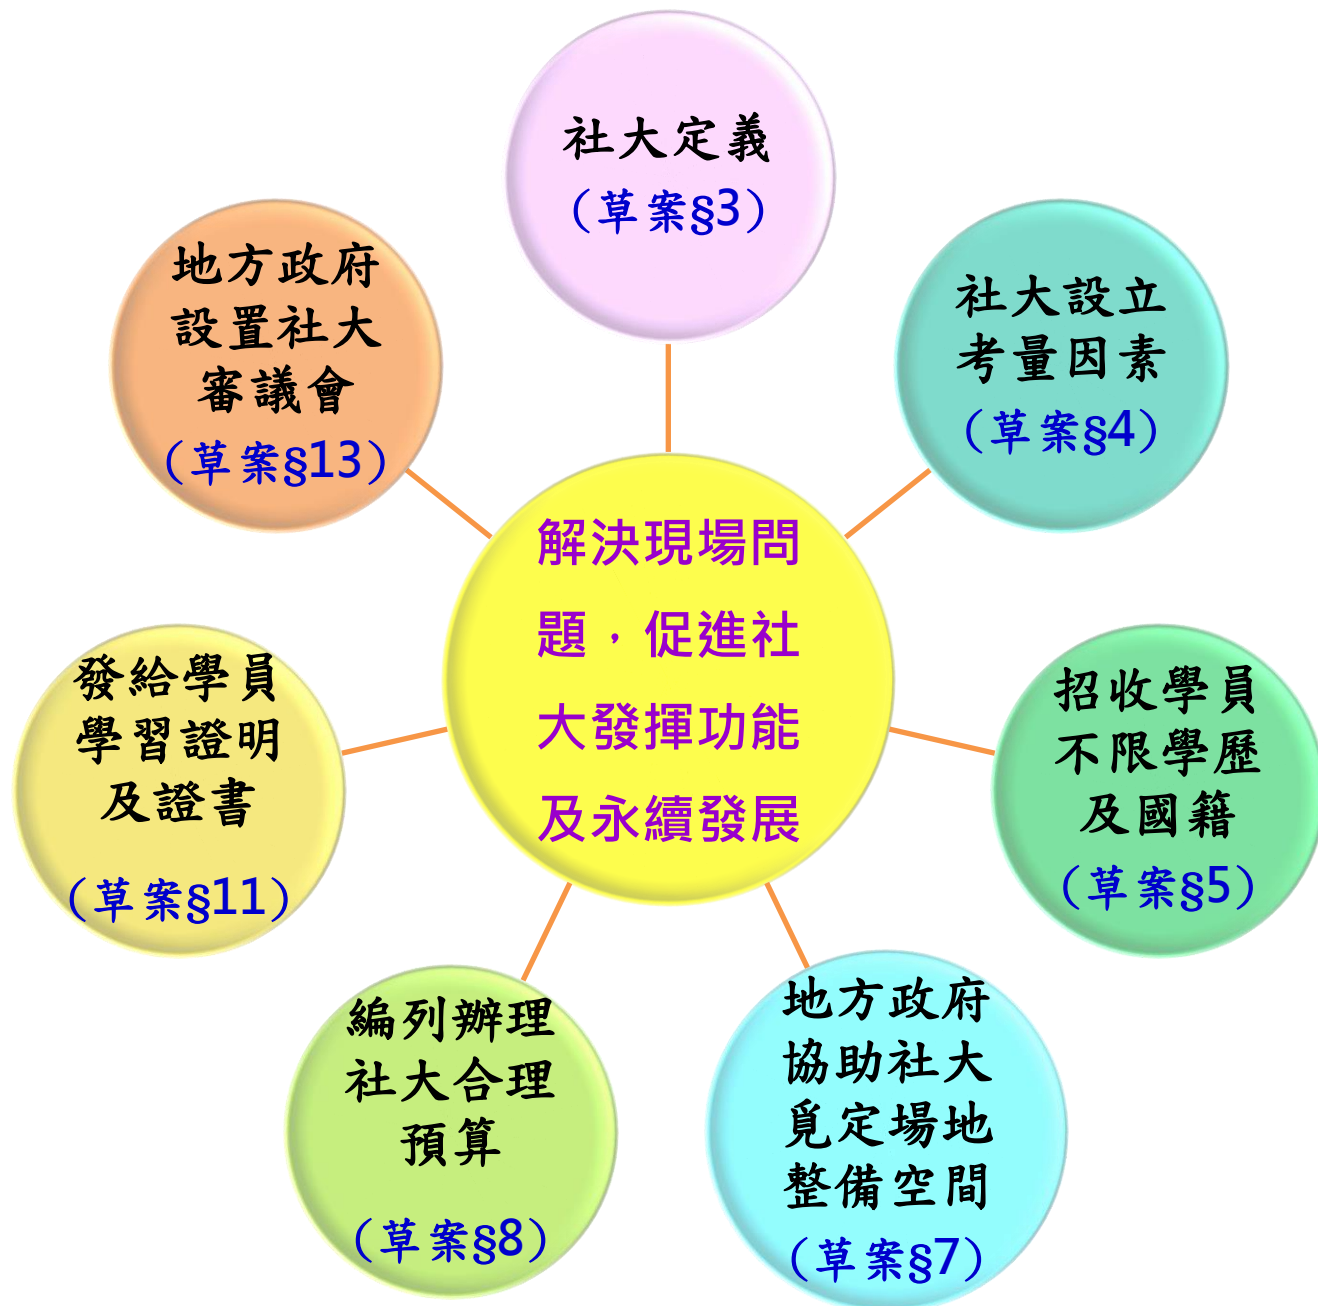 社大定義
（草案§3）
社大設立
考量因素
（草案§4）
招收學員
不限學歷
及國籍
（草案§5）
地方政府
協助社大
覓定場地
整備空間
（草案§7）
編列辦理
社大合理
預算
（草案§8）
發給學員
學習證明
及證書
（草案§11）
地方政府
設置社大
審議會
（草案§13）
解決現場問
題，促進社
大發揮功能
及永續發展